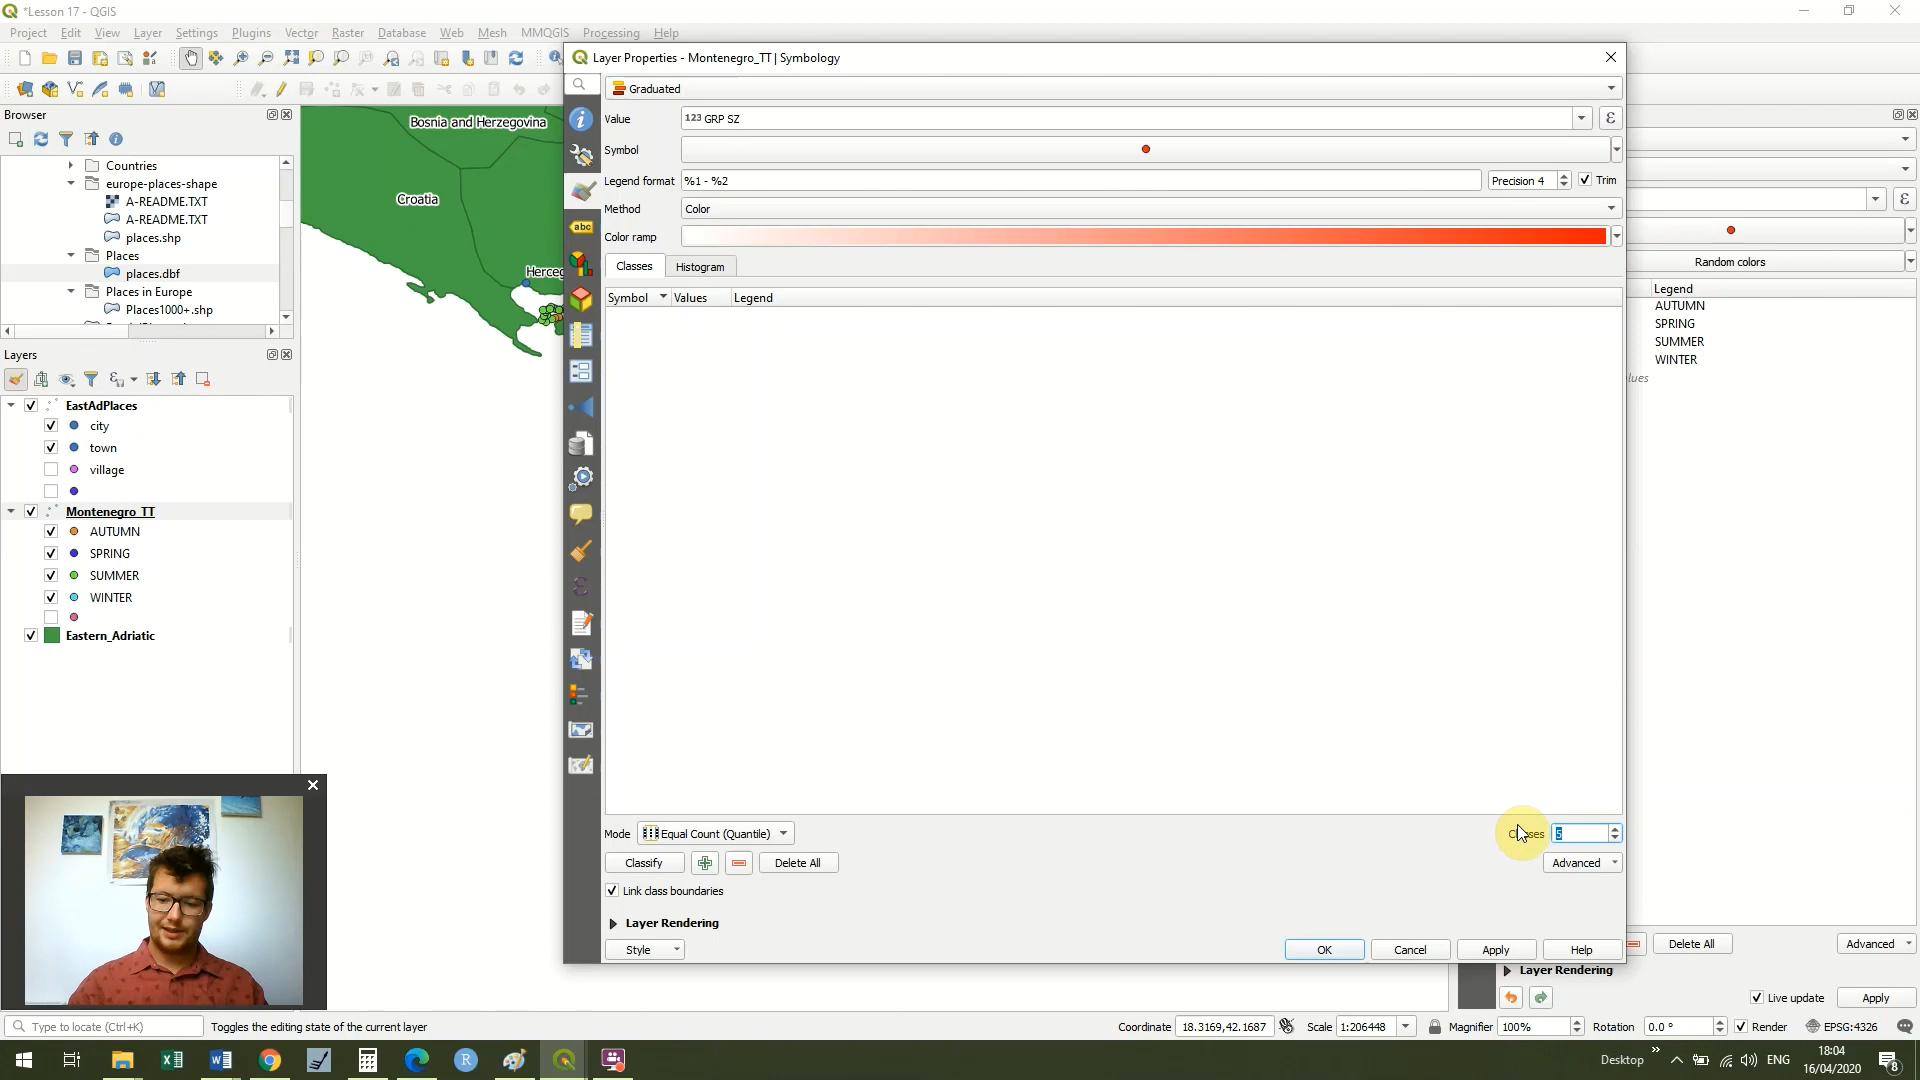 *Lesson 17 - QGIS
Project Edit View Layer Settings Plugins Vector Raster Database Web Mesh MMQGIS Processing Help
Layer Properties - Montenegro_TT | Symbology
Graduated
Value 123 GRP SZ ε
Symbol
Legend format %1 - %2 Precision 4 Trim
Method Color
Color ramp
Classes Histogram
Symbol Values Legend
Mode Equal Count (Quantile)
Classes 5
Classify Delete All Advanced
Link class boundaries
Layer Rendering
Style OK Cancel Apply Help
Browser
Countries
europe-places-shape
A-README.TXT
A-README.TXT
places.shp
Places
places.dbf
Places in Europe
Places1000+.shp
Layers
EastAdPlaces
city
town
village
Montenegro_TT
AUTUMN
SPRING
SUMMER
WINTER
Eastern_Adriatic
Bosnia and Herzegovina
Croatia
Herceg
abc
ε
Random colors
Legend
AUTUMN
SPRING
SUMMER
WINTER
lues
Delete All Advanced
Layer Rendering
Live update Apply
Type to locate (Ctrl+K) Toggles the editing state of the current layer Coordinate 18.3169,42.1687 Scale 1:206448 Magnifier 100% Rotation 0.0 ° Render EPSG:4326
Desktop ENG 18:04
16/04/2020 8